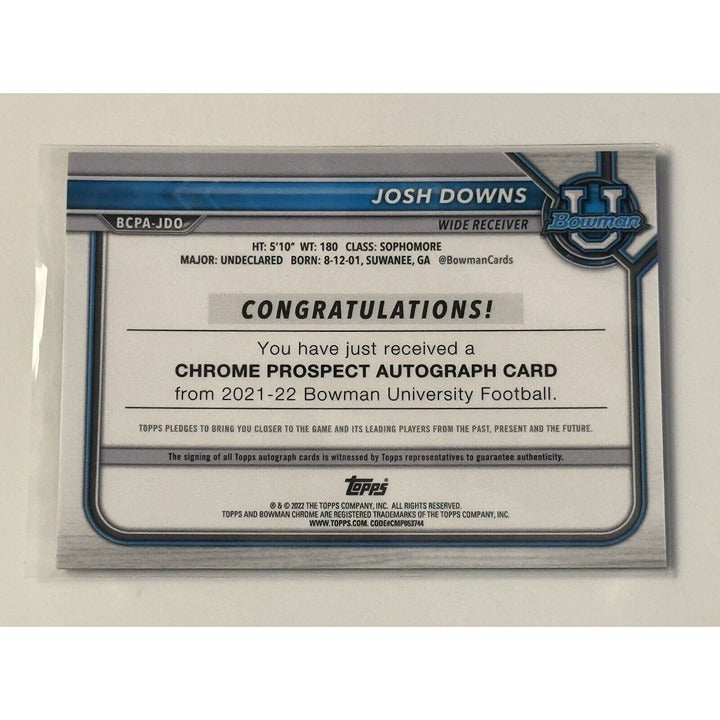 JOSH DOWNS
U
Bowman
BCPA-JDO
WIDE RECEIVER
HT: 5'10" WT: 180 CLASS: SOPHOMORE
MAJOR: UNDECLARED BORN: 8-12-01, SUWANEE, GA @BowmanCards
CONGRATULATIONS!
You have just received a
CHROME PROSPECT AUTOGRAPH CARD
from 2021-22 Bowman University Football.
TOPPS PLEDGES TO BRING YOU CLOSER TO THE GAME AND ITS LEADING PLAYERS FROM THE PAST, PRESENT AND THE FUTURE.
The signing of all Topps autograph cards is witnessed by Topps representatives to guarantee authenticity.
topps
® & © 2022 THE TOPPS COMPANY, INC. ALL RIGHTS RESERVED.
TOPPS AND BOWMAN CHROME ARE REGISTERED TRADEMARKS OF THE TOPPS COMPANY, INC.
WWW.TOPPS.COM. CODE#CMP053744